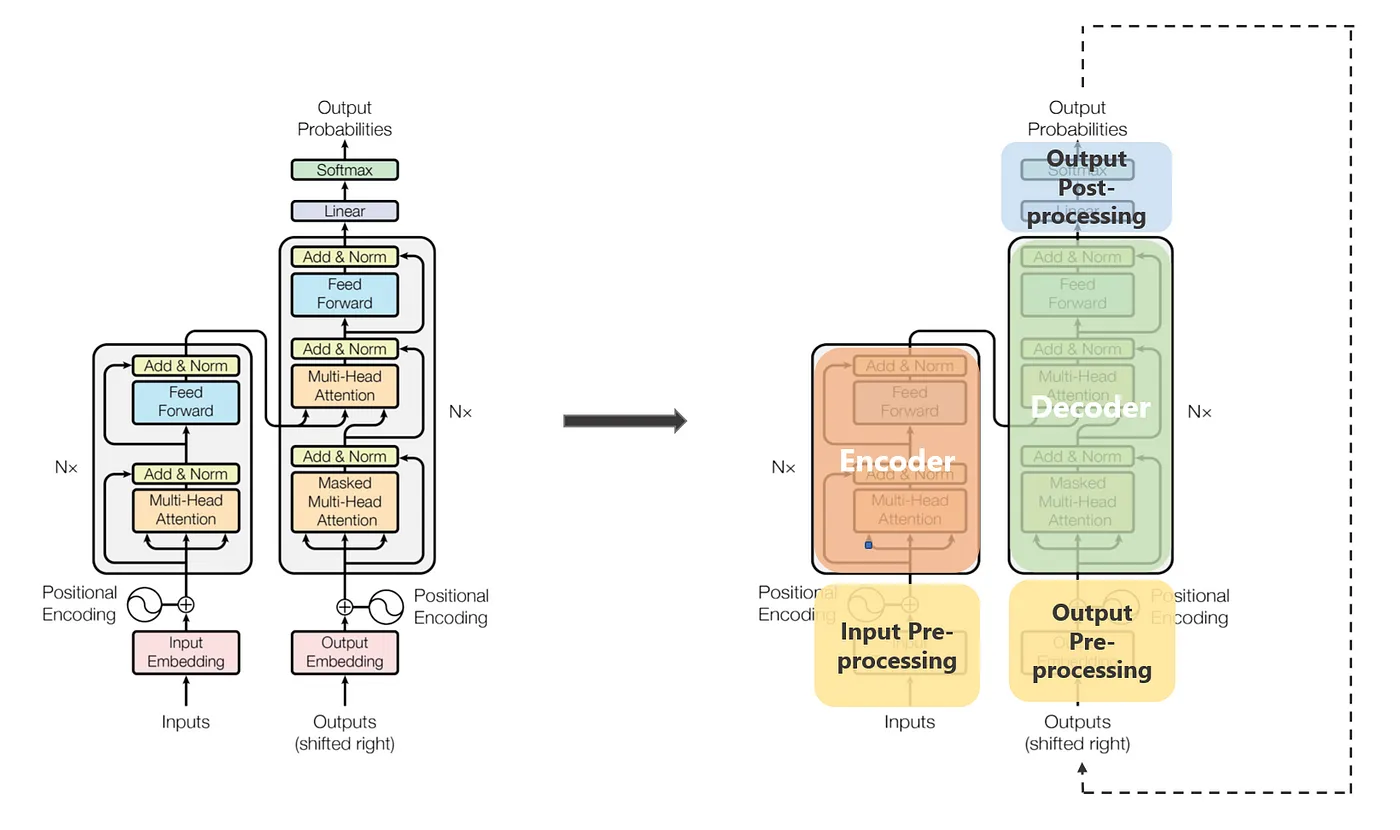 Output
Probabilities
Softmax
Linear
Add & Norm
Feed
Forward
Add & Norm
Multi-Head
Attention
Add & Norm
Masked
Multi-Head
Attention
Nx
Add & Norm
Feed
Forward
Add & Norm
Multi-Head
Attention
Nx
Positional
Encoding
Positional
Encoding
Input
Embedding
Output
Embedding
Inputs
Outputs
(shifted right)
Output
Probabilities
Softmax
Linear
Output
Post-
processing
Add & Norm
Feed
Forward
Add & Norm
Multi-Head
Attention
Decoder
Add & Norm
Masked
Multi-Head
Attention
Nx
Add & Norm
Feed
Forward
Encoder
Add & Norm
Multi-Head
Attention
Nx
Positional
Encoding
Positional
Encoding
Input Pre-
processing
Input
Output
Pre-
processing
Inputs
Outputs
(shifted right)